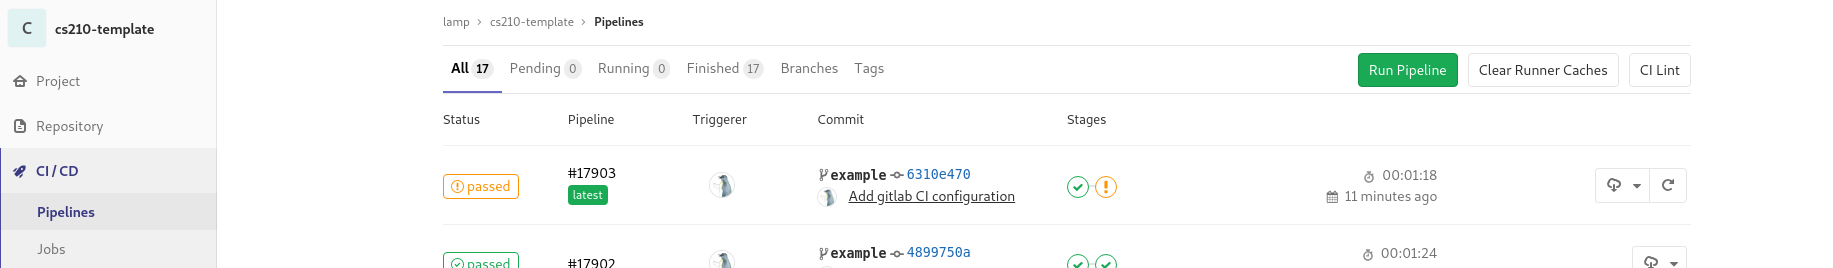 C cs210-template
Project
Repository
CI / CD
Pipelines
Jobs
lamp > cs210-template > Pipelines
All 17 Pending 0 Running 0 Finished 17 Branches Tags Run Pipeline Clear Runner Caches CI Lint
Status Pipeline Triggerer Commit Stages
passed #17903 latest example 6310e470 00:01:18
Add gitlab CI configuration 11 minutes ago
passed #17902 example 4899750a 00:01:24